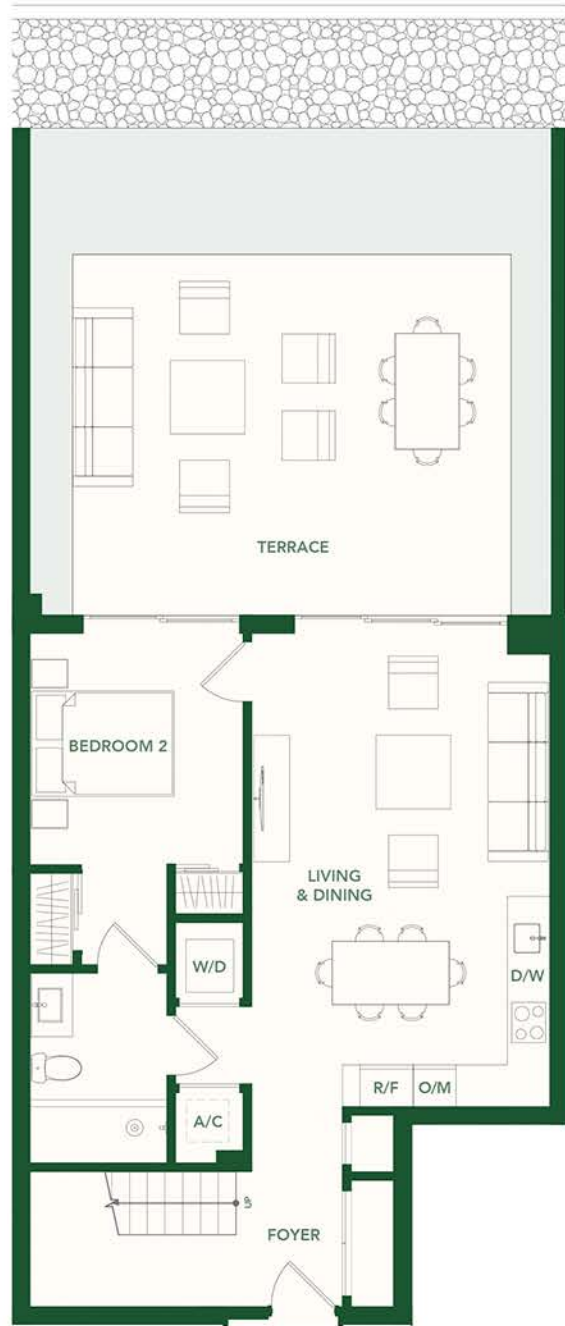 TERRACE
BEDROOM 2
LIVING
& DINING
W/D
D/W
R/F
O/M
A/C
UP
FOYER